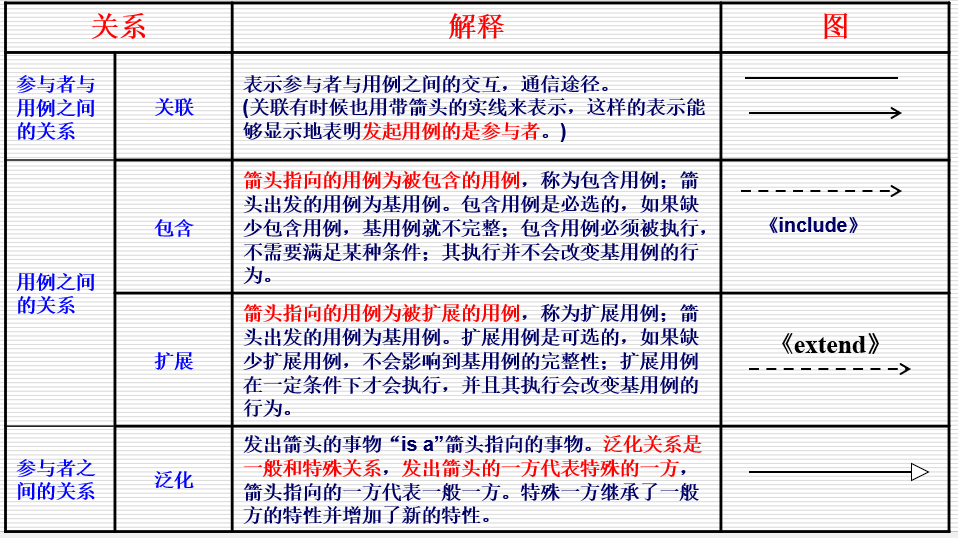 关系
解释
图
参与者与
用例之间
的关系
关联
表示参与者与用例之间的交互，通信途径。
(关联有时候也用带箭头的实线来表示，这样的表示能
够显示地表明发起用例的是参与者。)
用例之间
的关系
包含
箭头指向的用例为被包含的用例，称为包含用例；箭
头出发的用例为基用例。包含用例是必选的，如果缺
少包含用例，基用例就不完整；包含用例必须被执行，
不需要满足某种条件；其执行并不会改变基用例的行
为。
《include》
扩展
箭头指向的用例为被扩展的用例，称为扩展用例；箭
头出发的用例为基用例。扩展用例是可选的，如果缺
少扩展用例，不会影响到基用例的完整性；扩展用例
在一定条件下才会执行，并且其执行会改变基用例的
行为。
《extend》
参与者之
间的关系
泛化
发出箭头的事物“is a”箭头指向的事物。泛化关系是
一般和特殊关系，发出箭头的一方代表特殊的一方，
箭头指向的一方代表一般一方。特殊一方继承了一般
方的特性并增加了新的特性。